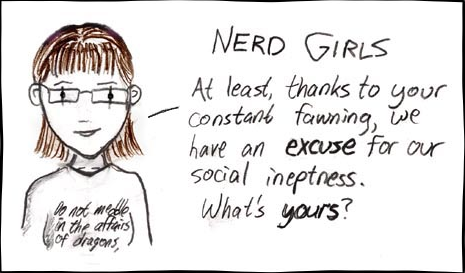 NERD GIRLS
At least, thanks to your
constant fawning, we
have an excuse for our
social ineptness.
What's yours?
Do not meddle
in the affairs
of dragons,